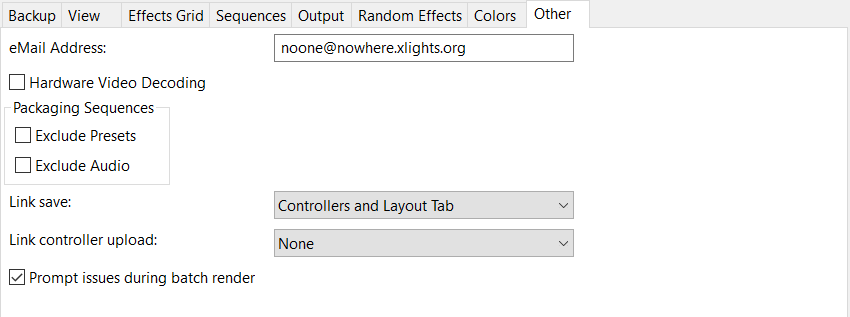 Backup View Effects Grid Sequences Output Random Effects Colors Other
eMail Address: noone@nowhere.xlights.org
Hardware Video Decoding
Packaging Sequences
Exclude Presets
Exclude Audio
Link save: Controllers and Layout Tab
Link controller upload: None
Prompt issues during batch render